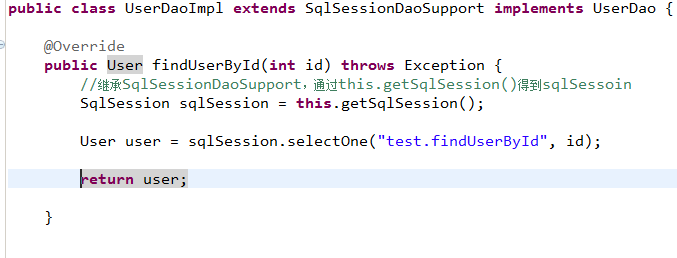 public class UserDaoImpl extends SqlSessionDaoSupport implements UserDao {
@Override
public User findUserById(int id) throws Exception {
//继承SqlSessionDaoSupport，通过this.getSqlSession()得到sqlSessoin
SqlSession sqlSession = this.getSqlSession();
User user = sqlSession.selectOne("test.findUserById", id);
return user;
}